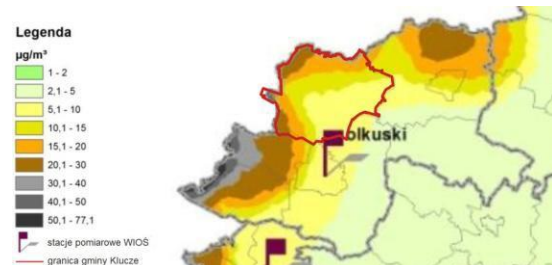 Legenda
µg/m³
1 - 2
2,1 - 5
5,1 - 10
10,1 - 15
15,1 - 20
20,1 - 30
30,1 - 40
40,1 - 50
50,1 - 77,1
stacje pomiarowe WIOŚ
granica gminy Klucze
olkuski